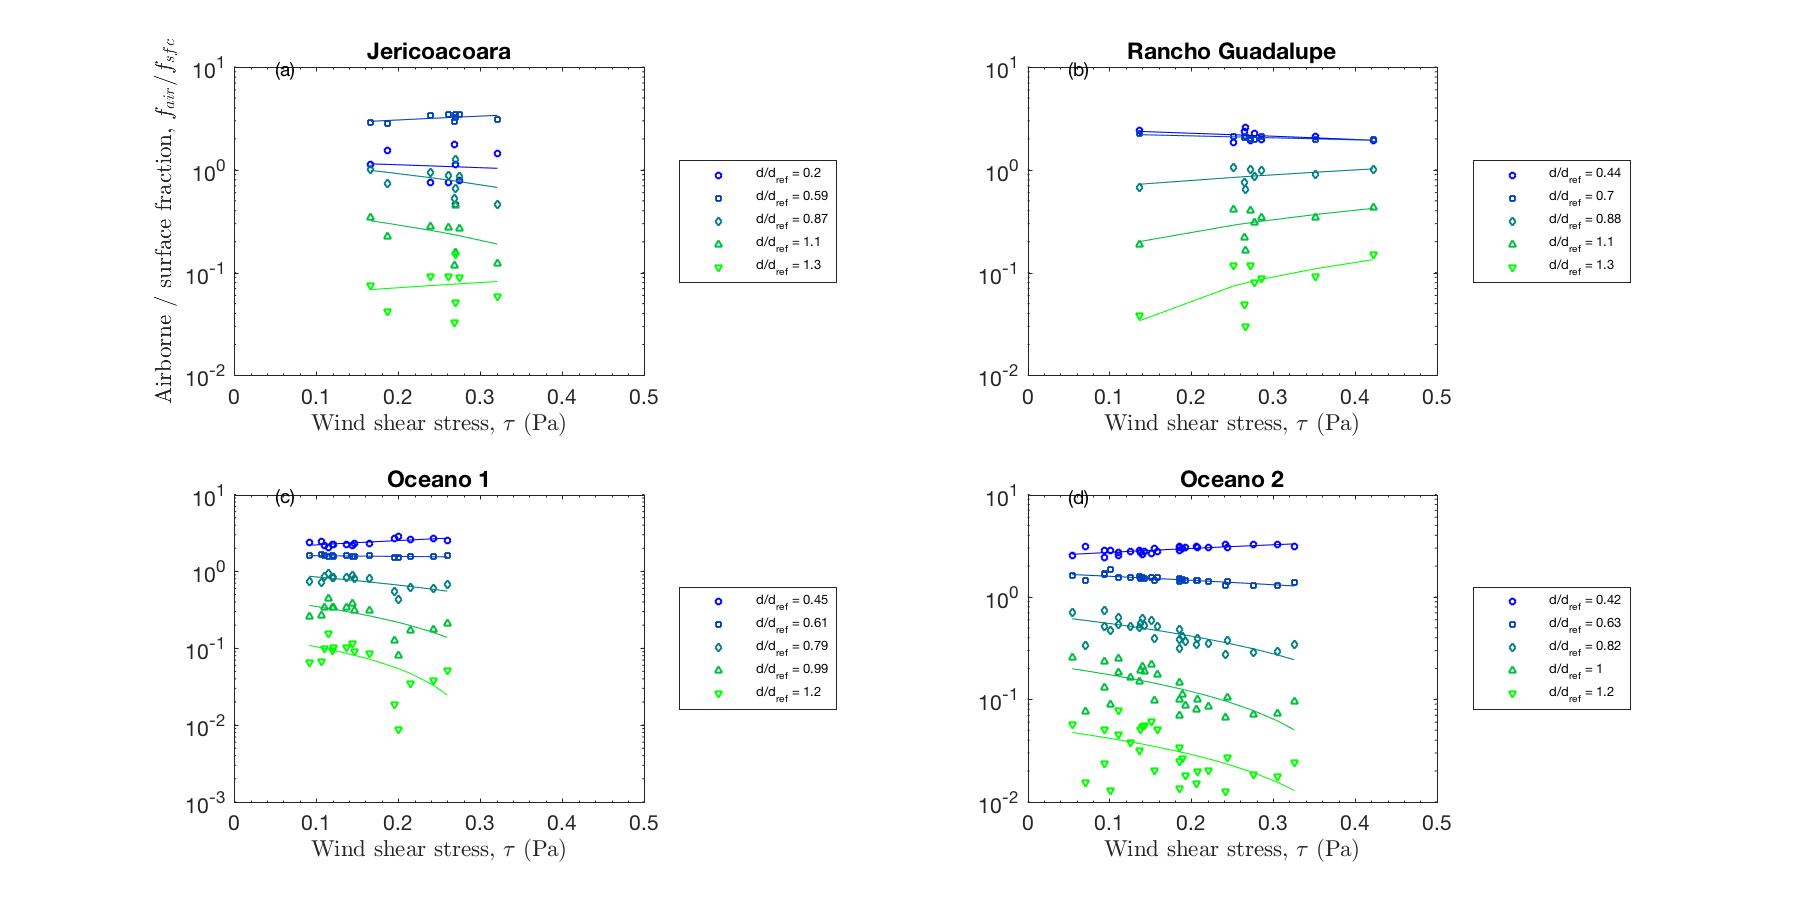 Jericoacoara
(a)
Airborne / surface fraction, f_air/f_sfc
10^1
10^0
10^-1
10^-2
0 0.1 0.2 0.3 0.4 0.5
Wind shear stress, τ (Pa)
d/d_ref = 0.2
d/d_ref = 0.59
d/d_ref = 0.87
d/d_ref = 1.1
d/d_ref = 1.3
Rancho Guadalupe
(b)
10^1
10^0
10^-1
10^-2
0 0.1 0.2 0.3 0.4 0.5
Wind shear stress, τ (Pa)
d/d_ref = 0.44
d/d_ref = 0.7
d/d_ref = 0.88
d/d_ref = 1.1
d/d_ref = 1.3
Oceano 1
(c)
10^1
10^0
10^-1
10^-2
10^-3
0 0.1 0.2 0.3 0.4 0.5
Wind shear stress, τ (Pa)
d/d_ref = 0.45
d/d_ref = 0.61
d/d_ref = 0.79
d/d_ref = 0.99
d/d_ref = 1.2
Oceano 2
(d)
10^1
10^0
10^-1
10^-2
0 0.1 0.2 0.3 0.4 0.5
Wind shear stress, τ (Pa)
d/d_ref = 0.42
d/d_ref = 0.63
d/d_ref = 0.82
d/d_ref = 1
d/d_ref = 1.2